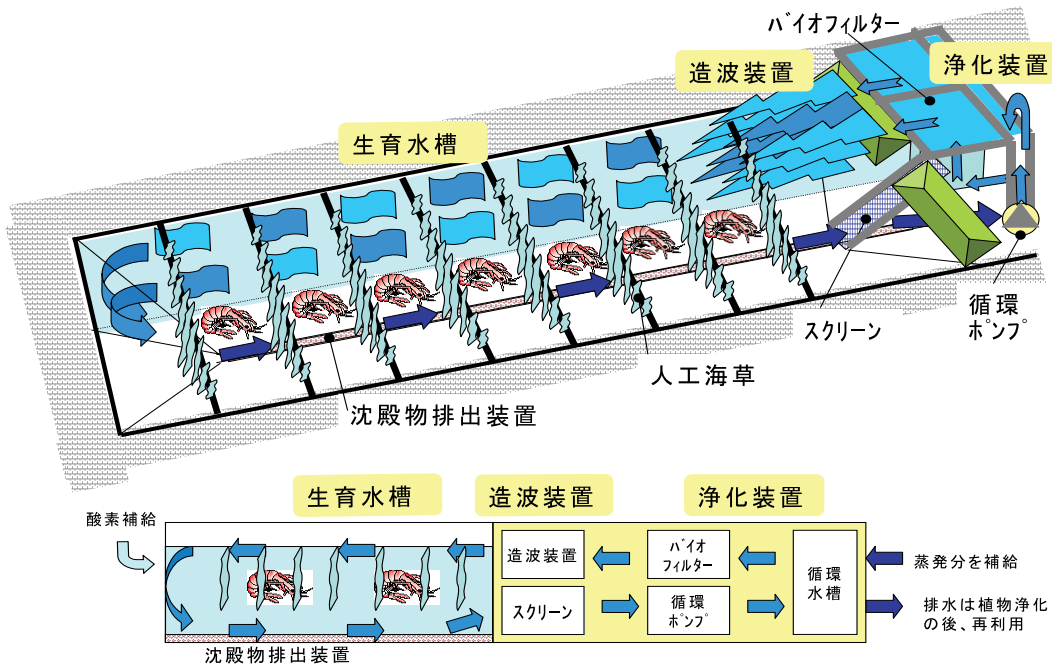 バイオフィルター
造波装置
浄化装置
生育水槽
循環
ポンプ
スクリーン
人工海草
沈殿物排出装置
生育水槽
造波装置
浄化装置
酸素補給
造波装置
バイオ
フィルター
循環
水槽
蒸発分を補給
スクリーン
循環
ポンプ
排水は植物浄化
の後、再利用
沈殿物排出装置